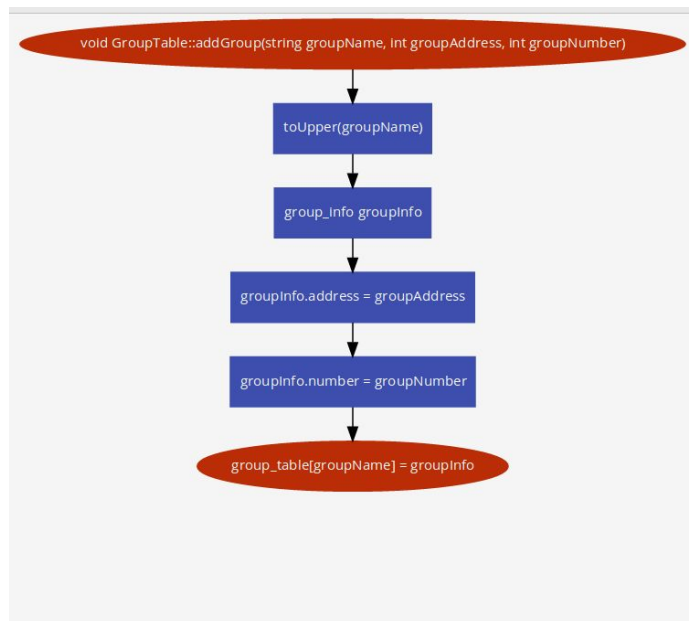 void GroupTable::addGroup(string groupName, int groupAddress, int groupNumber)
toUpper(groupName)
group_info groupInfo
groupInfo.address = groupAddress
groupInfo.number = groupNumber
group_table[groupName] = groupInfo